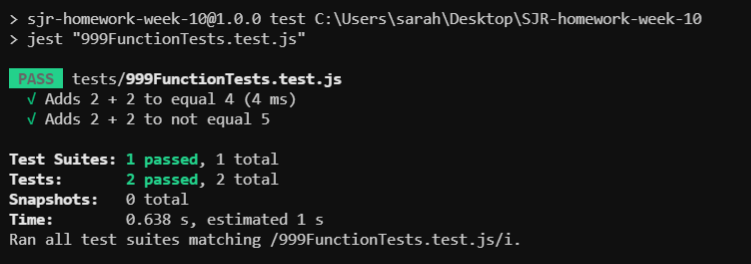 > sjr-homework-week-10@1.0.0 test C:\Users\sarah\Desktop\SJR-homework-week-10
> jest "999FunctionTests.test.js"
PASS tests/999FunctionTests.test.js
√ Adds 2 + 2 to equal 4 (4 ms)
√ Adds 2 + 2 to not equal 5
Test Suites: 1 passed, 1 total
Tests: 2 passed, 2 total
Snapshots: 0 total
Time: 0.638 s, estimated 1 s
Ran all test suites matching /999FunctionTests.test.js/i.